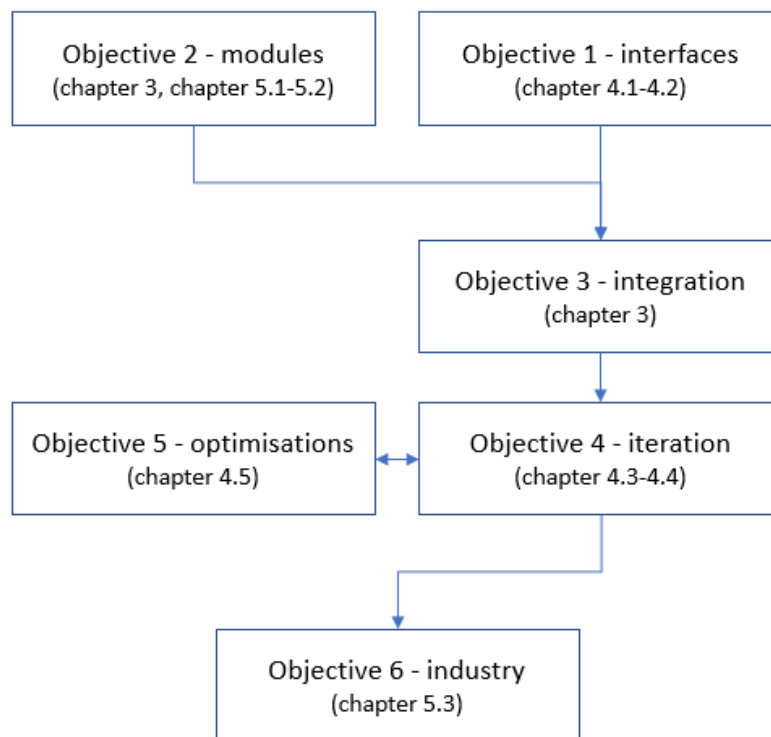 Objective 2 - modules
(chapter 3, chapter 5.1-5.2)
Objective 1 - interfaces
(chapter 4.1-4.2)
Objective 3 - integration
(chapter 3)
Objective 5 - optimisations
(chapter 4.5)
Objective 4 - iteration
(chapter 4.3-4.4)
Objective 6 - industry
(chapter 5.3)